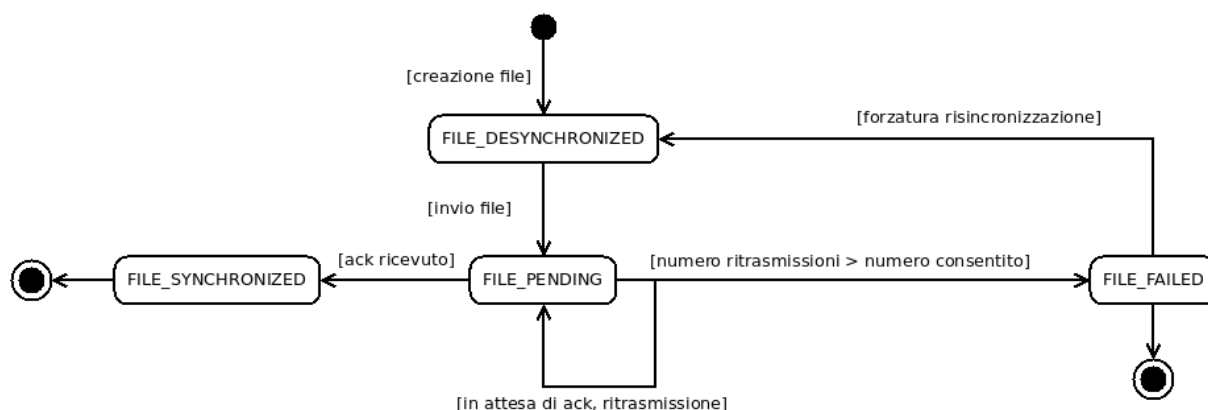 [creazione file]
[forzatura risincronizzazione]
FILE_DESYNCHRONIZED
[invio file]
[ack ricevuto]
[numero ritrasmissioni > numero consentito]
FILE_SYNCHRONIZED
FILE_PENDING
FILE_FAILED
[in attesa di ack, ritrasmissione]